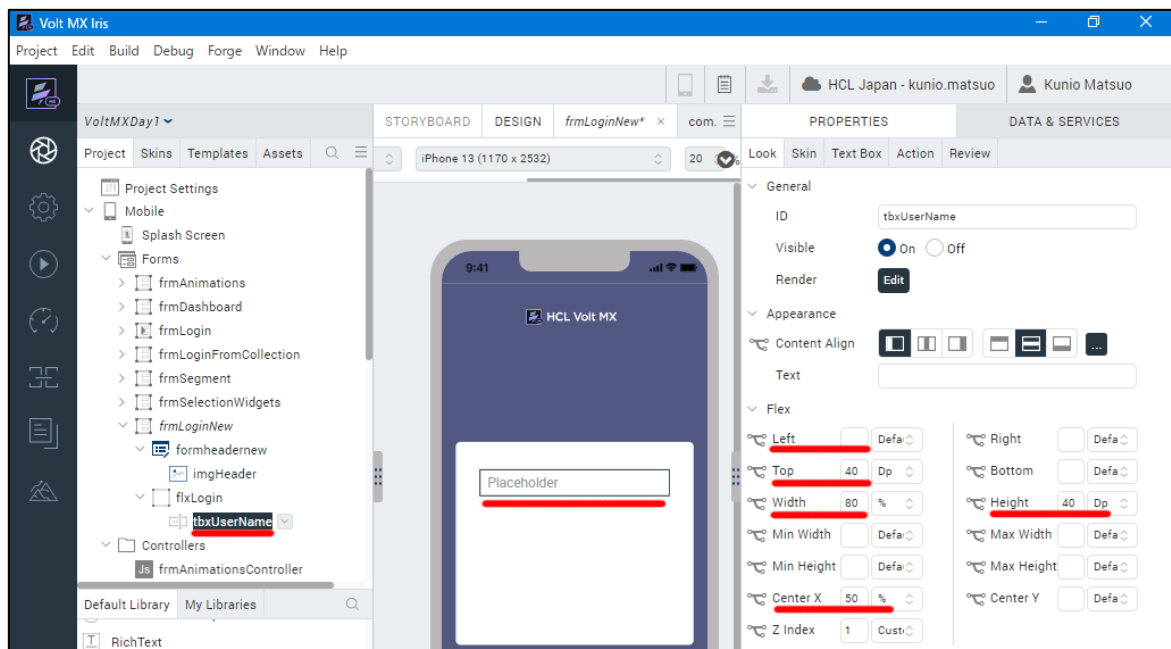 Volt MX Iris
Project Edit Build Debug Forge Window Help
HCL Japan - kunio.matsuo Kunio Matsuo
VoltMXDay1
STORYBOARD DESIGN frmLoginNew* × com.
PROPERTIES DATA & SERVICES
Project Skins Templates Assets
iPhone 13 (1170 x 2532) 20 %
Look Skin Text Box Action Review
Project Settings
Mobile
Splash Screen
Forms
frmAnimations
frmDashboard
frmLogin
frmLoginFromCollection
frmSegment
frmSelectionWidgets
frmLoginNew
formheadernew
imgHeader
flxLogin
tbxUserName
Controllers
Js frmAnimationsController
Default Library My Libraries
RichText
9:41
HCL Volt MX
Placeholder
General
ID tbxUserName
Visible On Off
Render Edit
Appearance
Content Align ...
Text
Flex
Left Defa Right Defa
Top 40 Dp Bottom Defa
Width 80 % Height 40 Dp
Min Width Defa Max Width Defa
Min Height Defa Max Height Defa
Center X 50 % Center Y Defa
Z Index 1 Cust